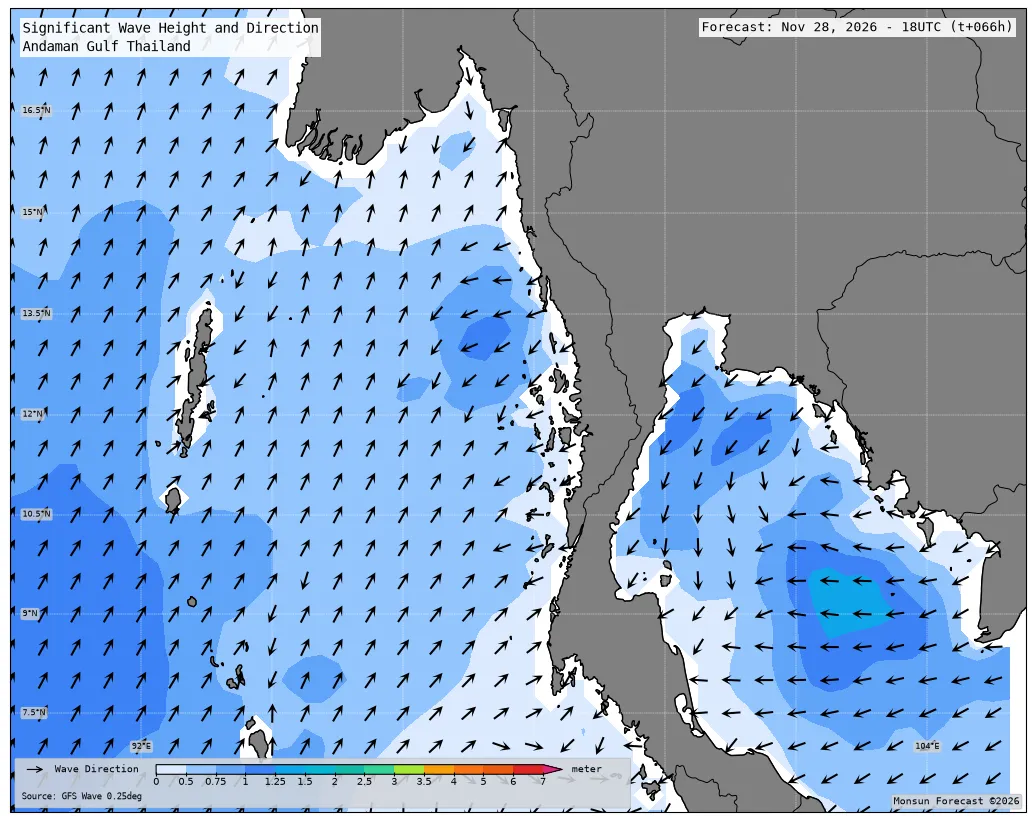 Significant Wave Height and Direction
Andaman Gulf Thailand
Forecast: Nov 28, 2026 - 18UTC (t+066h)
16.5°N
15°N
13.5°N
12°N
10.5°N
9°N
7.5°N
92°E
104°E
Wave Direction
meter
0 0.5 0.75 1 1.25 1.5 2 2.5 3 3.5 4 5 6 7
Source: GFS Wave 0.25deg
Monsun Forecast ©2026